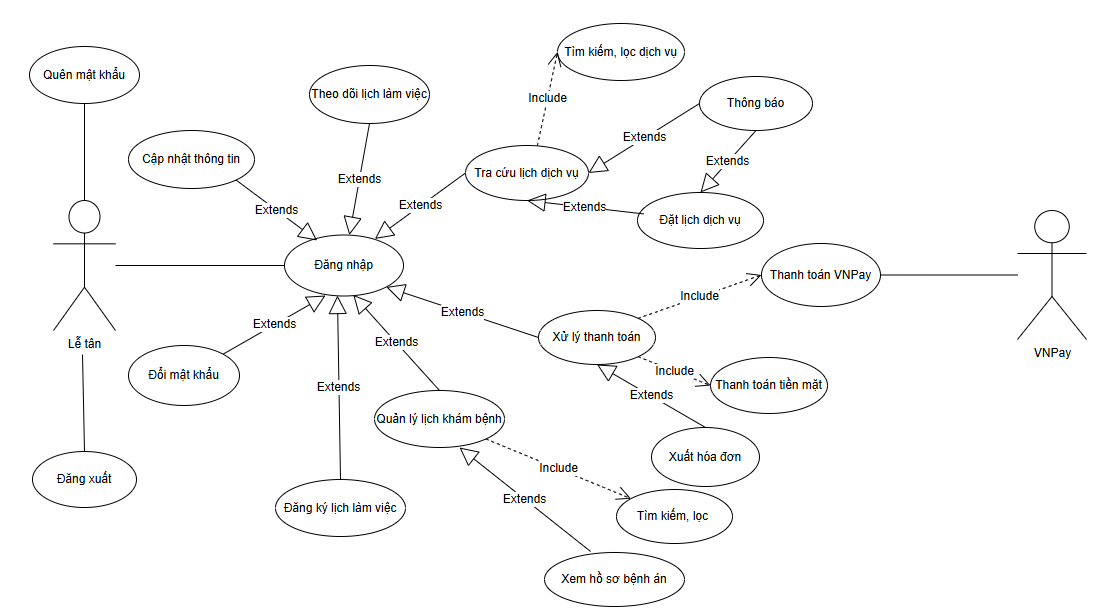 Tìm kiếm, lọc dịch vụ
Quên mật khẩu
Theo dõi lịch làm việc
Include
Thông báo
Extends
Cập nhật thông tin
Extends
Tra cứu lịch dịch vụ
Extends
Extends
Extends
Extends
Extends
Đặt lịch dịch vụ
Đăng nhập
Thanh toán VNPay
Include
Extends
Extends
Xử lý thanh toán
Extends
Lễ tân
VNPay
Include
Đổi mật khẩu
Extends
Thanh toán tiền mặt
Extends
Quản lý lịch khám bệnh
Xuất hóa đơn
Include
Đăng xuất
Extends
Đăng ký lịch làm việc
Tìm kiếm, lọc
Xem hồ sơ bệnh án